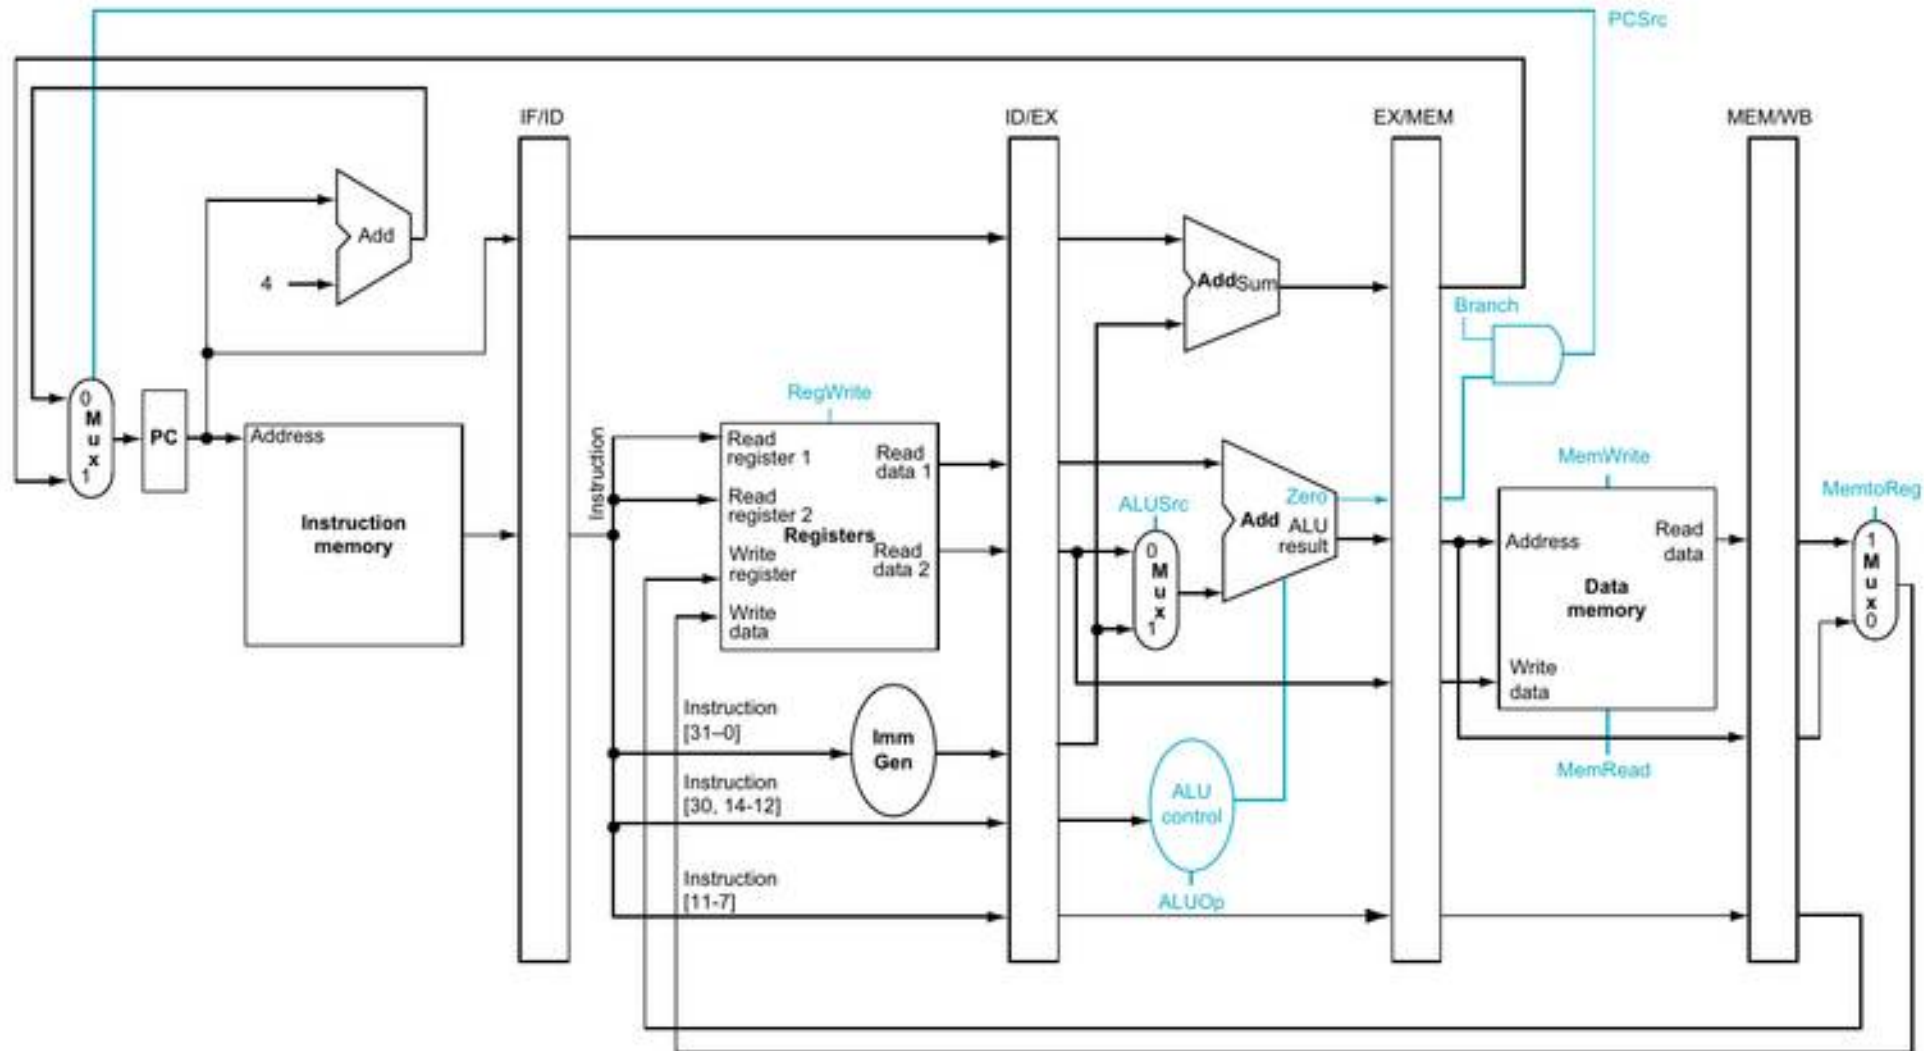 PCSrc
IF/ID
ID/EX
EX/MEM
MEM/WB
Add
4
Add Sum
Branch
RegWrite
0
M
u
x
1
PC
Address
Instruction
memory
Instruction
Read
register 1
Read
data 1
Read
register 2
Registers
Write
register
Read
data 2
Write
data
ALUSrc
0
M
u
x
1
Zero
Add
ALU
result
MemWrite
Address
Read
data
Data
memory
Write
data
MemRead
MemtoReg
1
M
u
x
0
Instruction
[31–0]
Imm
Gen
Instruction
[30, 14-12]
ALU
control
Instruction
[11-7]
ALUOp